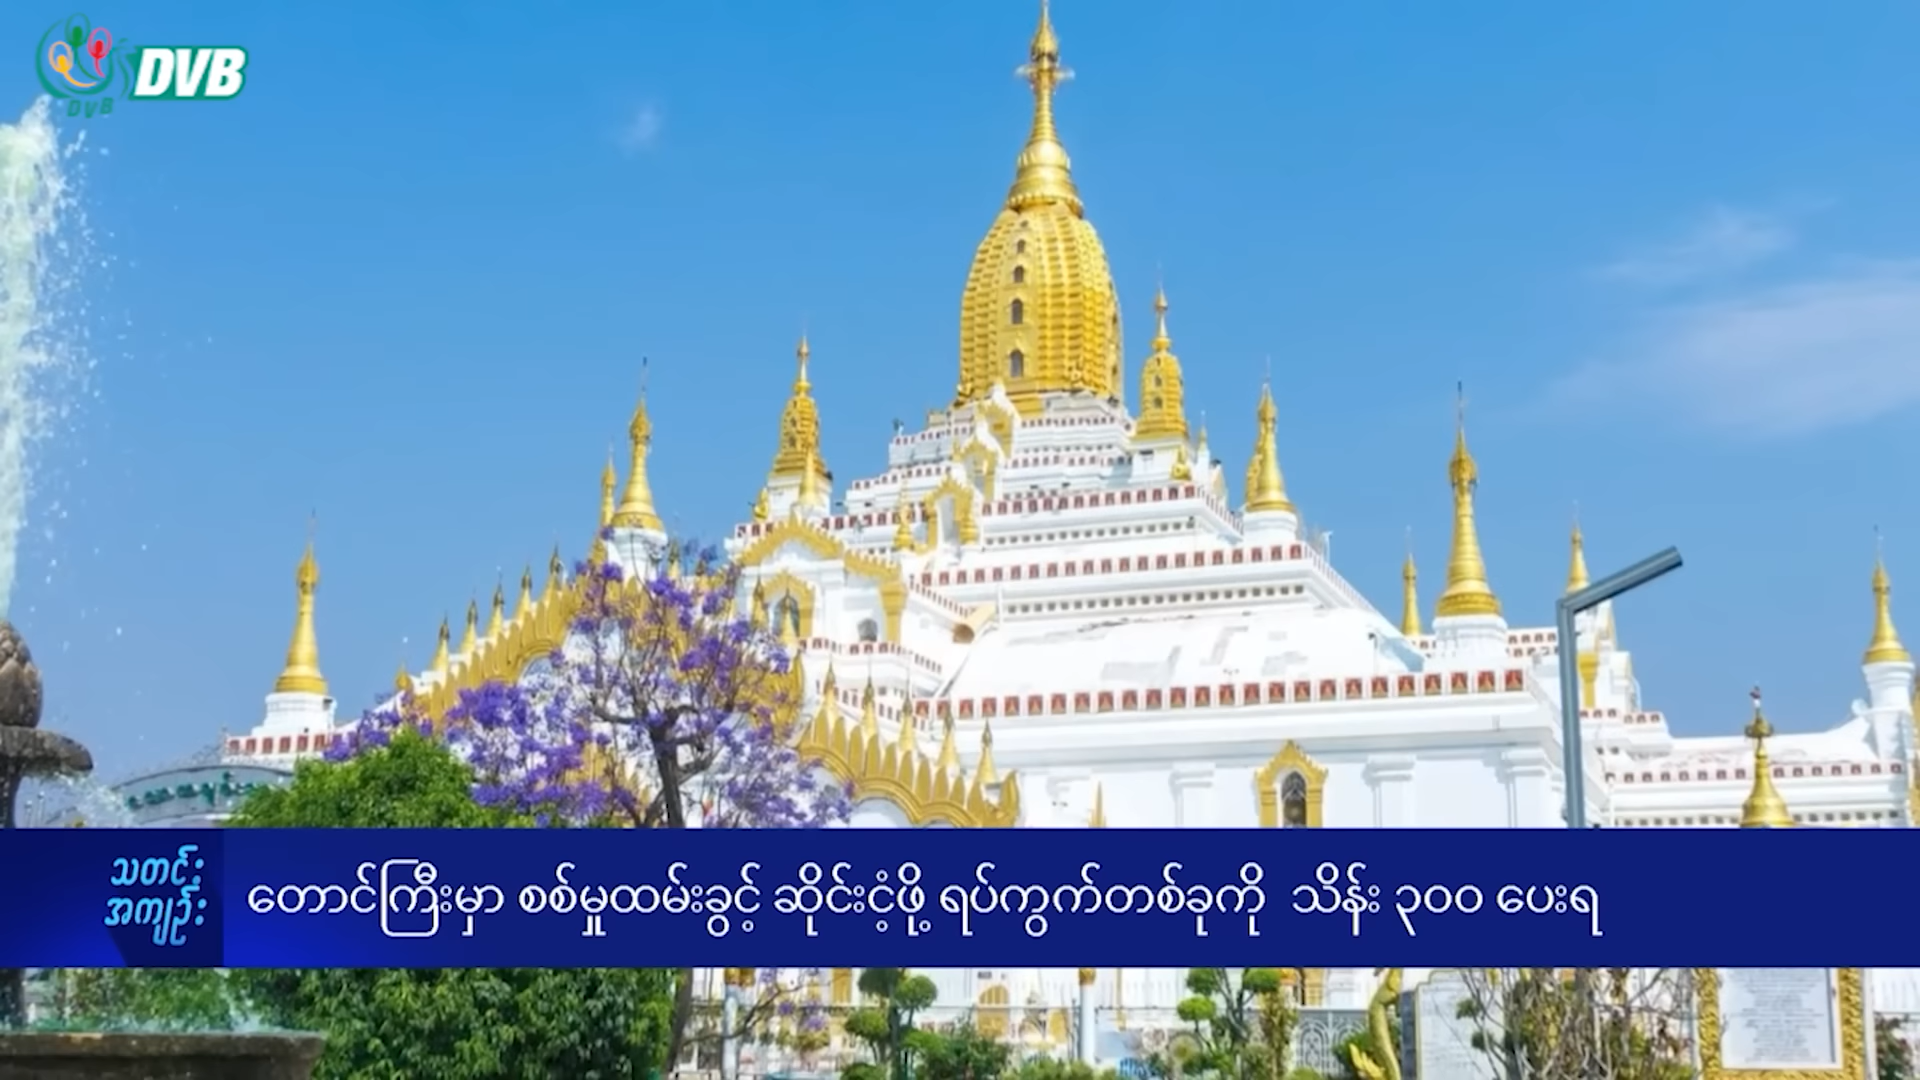 DVB
DVB
သတင်း
အကျဉ်း
တောင်ကြီးမှာ စစ်မှုထမ်းခွင့် ဆိုင်းငံ့ဖို့ ရပ်ကွက်တစ်ခုကို သိန်း ၃၀၀ ပေးရ